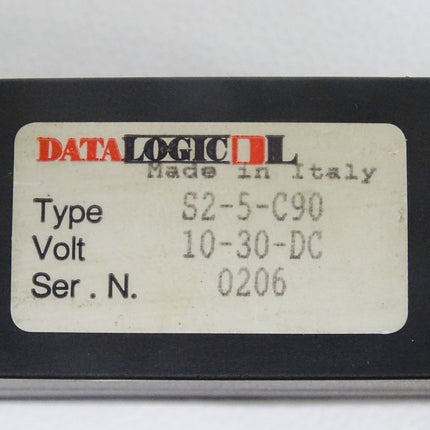 DATALOGIC L
Made in Italy
Type S2-5-C90
Volt 10-30-DC
Ser . N. 0206